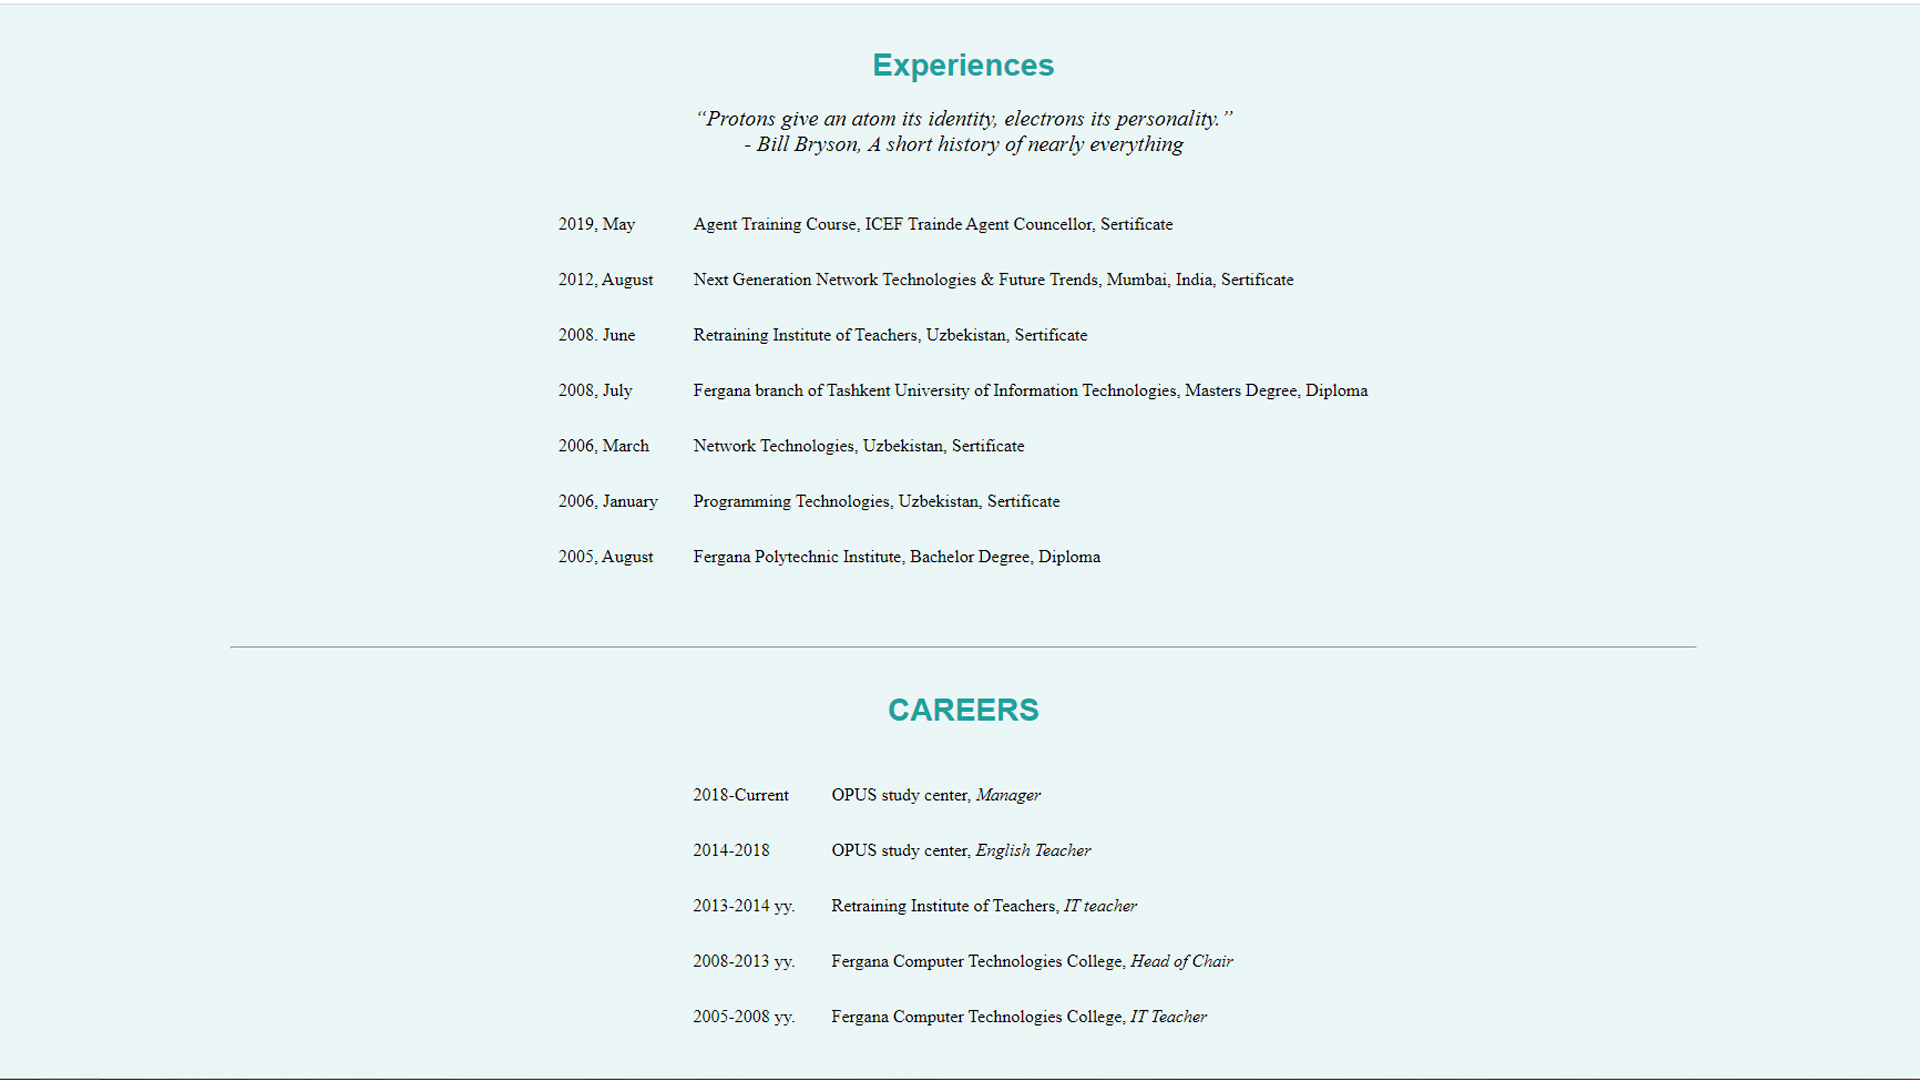 Experiences
“Protons give an atom its identity, electrons its personality.”
- Bill Bryson, A short history of nearly everything
2019, May Agent Training Course, ICEF Trainde Agent Councellor, Sertificate
2012, August Next Generation Network Technologies & Future Trends, Mumbai, India, Sertificate
2008. June Retraining Institute of Teachers, Uzbekistan, Sertificate
2008, July Fergana branch of Tashkent University of Information Technologies, Masters Degree, Diploma
2006, March Network Technologies, Uzbekistan, Sertificate
2006, January Programming Technologies, Uzbekistan, Sertificate
2005, August Fergana Polytechnic Institute, Bachelor Degree, Diploma
CAREERS
2018-Current OPUS study center, Manager
2014-2018 OPUS study center, English Teacher
2013-2014 yy. Retraining Institute of Teachers, IT teacher
2008-2013 yy. Fergana Computer Technologies College, Head of Chair
2005-2008 yy. Fergana Computer Technologies College, IT Teacher